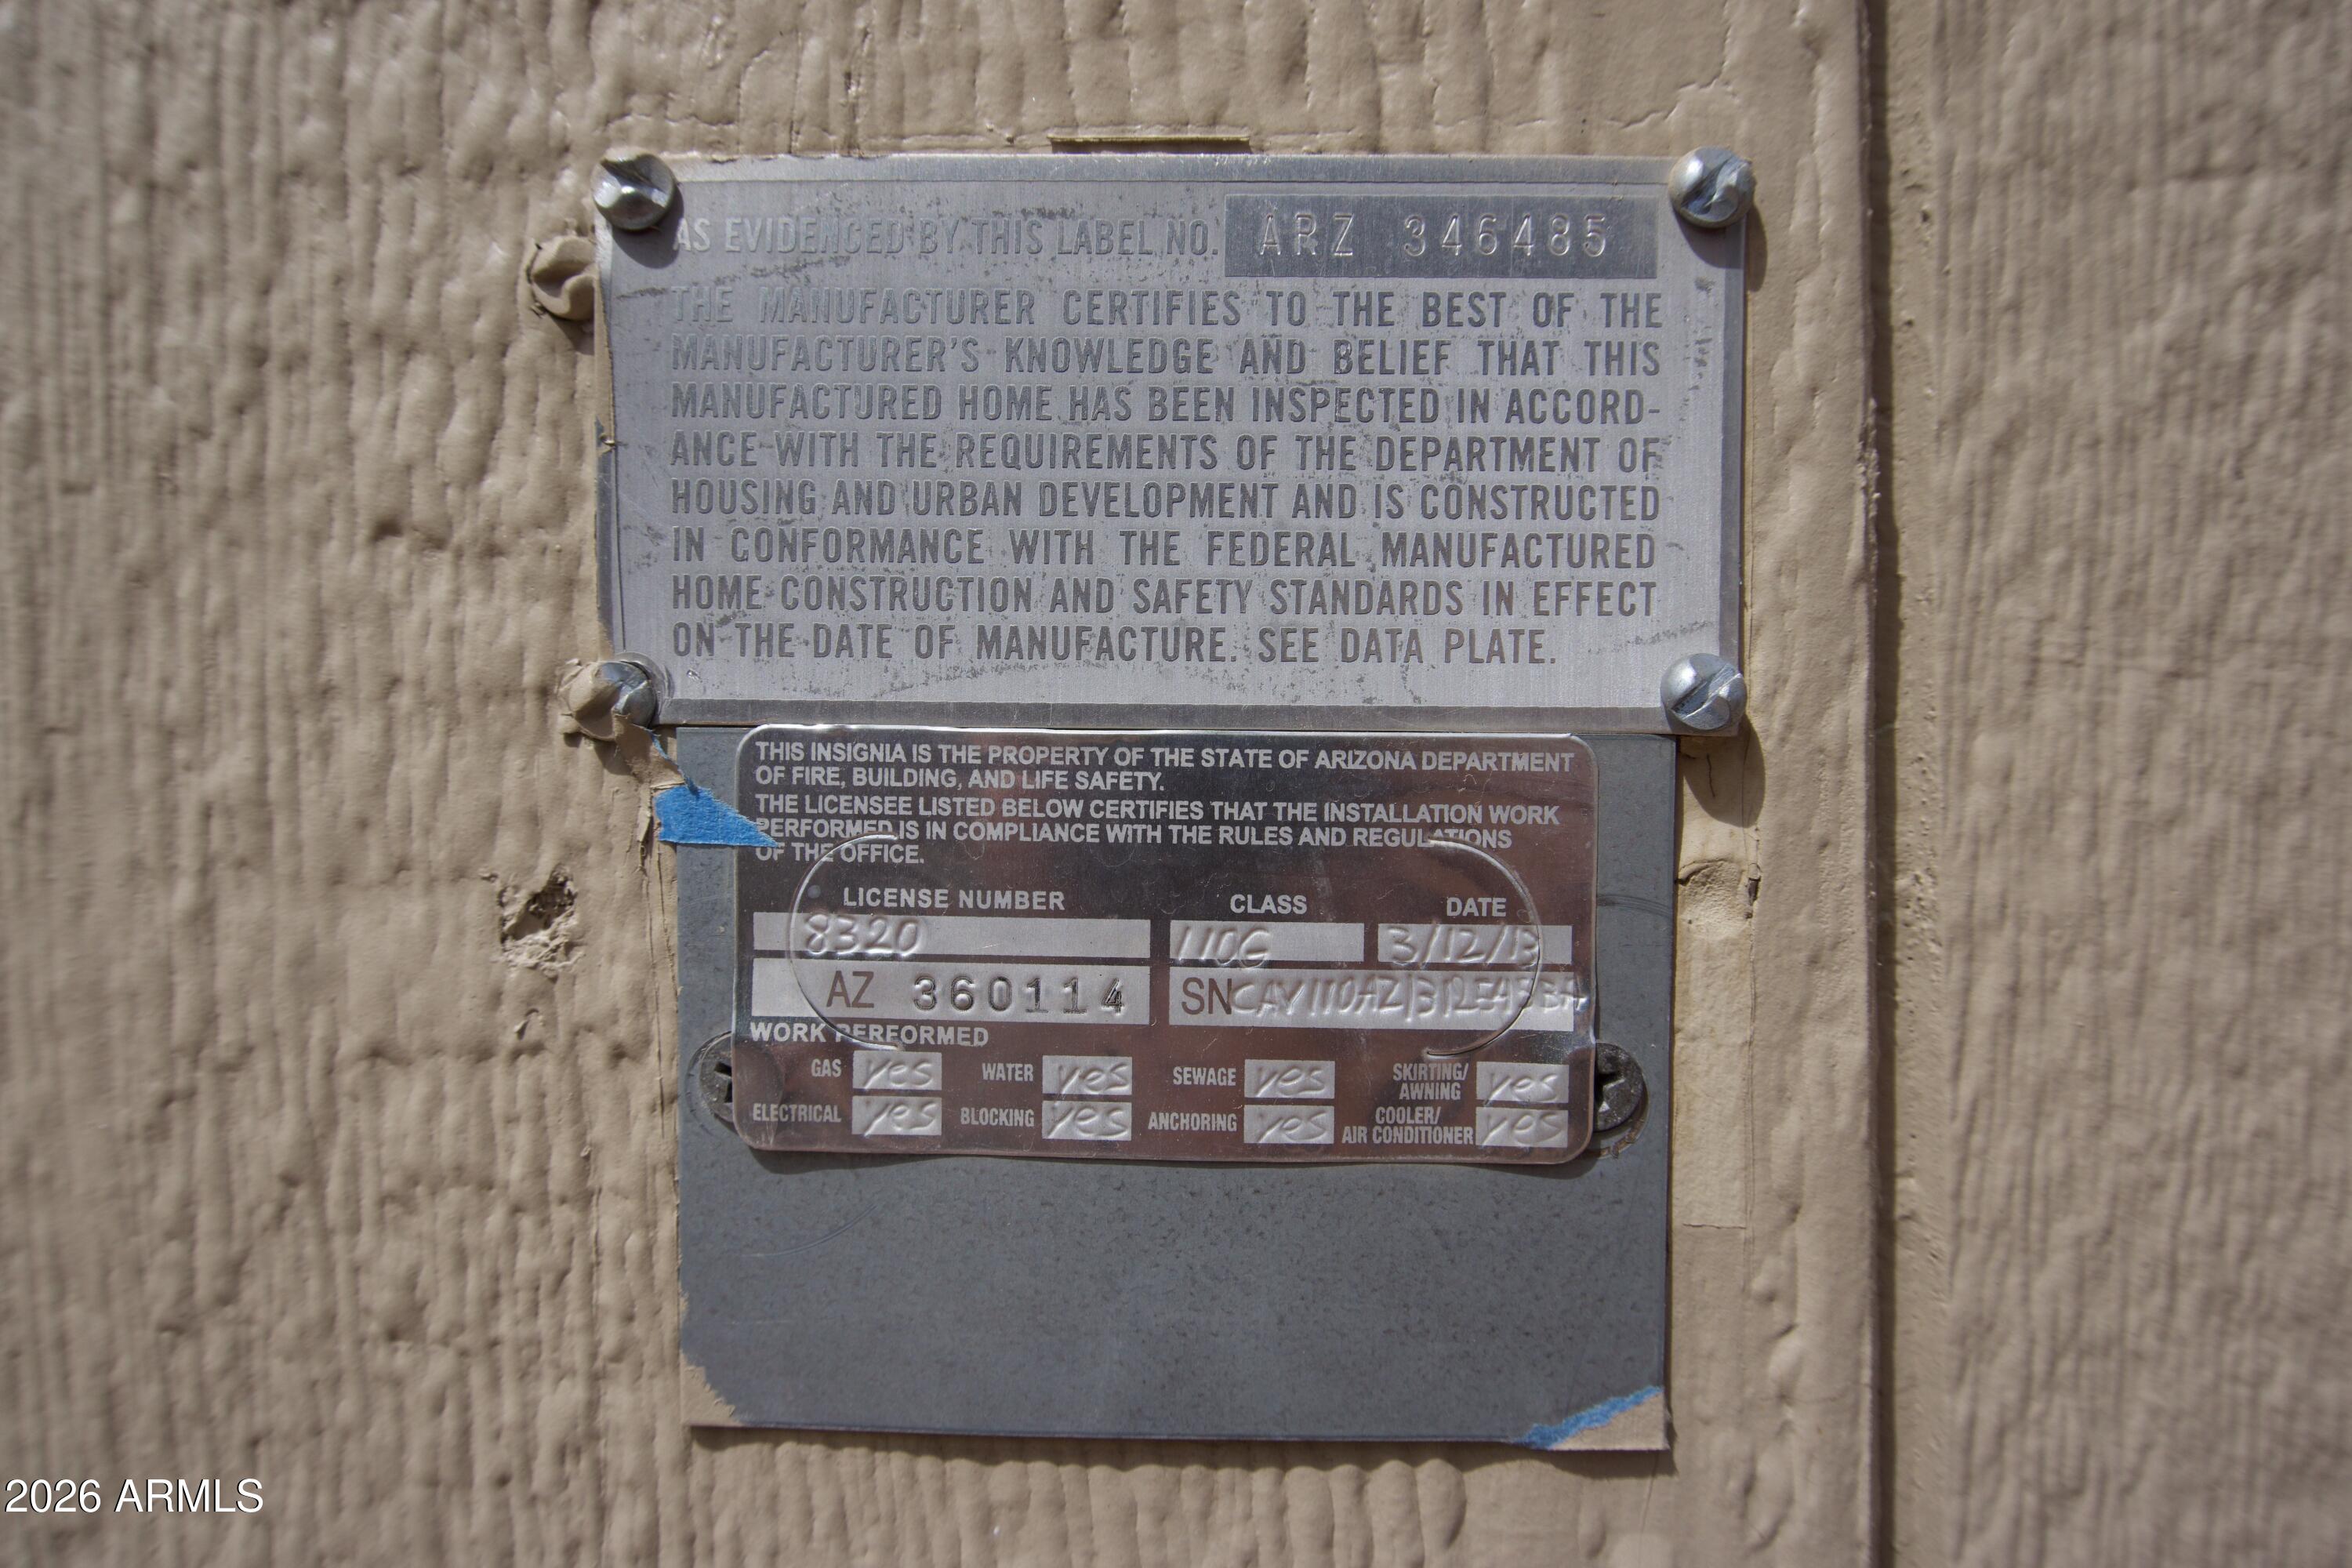 AS EVIDENCED BY THIS LABEL NO. ARZ 346485
THE MANUFACTURER CERTIFIES TO THE BEST OF THE
MANUFACTURER'S KNOWLEDGE AND BELIEF THAT THIS
MANUFACTURED HOME HAS BEEN INSPECTED IN ACCORD-
ANCE WITH THE REQUIREMENTS OF THE DEPARTMENT OF
HOUSING AND URBAN DEVELOPMENT AND IS CONSTRUCTED
IN CONFORMANCE WITH THE FEDERAL MANUFACTURED
HOME CONSTRUCTION AND SAFETY STANDARDS IN EFFECT
ON THE DATE OF MANUFACTURE. SEE DATA PLATE.
THIS INSIGNIA IS THE PROPERTY OF THE STATE OF ARIZONA DEPARTMENT
OF FIRE, BUILDING, AND LIFE SAFETY.
THE LICENSEE LISTED BELOW CERTIFIES THAT THE INSTALLATION WORK
PERFORMED IS IN COMPLIANCE WITH THE RULES AND REGULATIONS
OF THE OFFICE.
LICENSE NUMBER CLASS DATE
8320 I10G 3/12/13
AZ 360114 SN
WORK PERFORMED
GAS yes WATER yes SEWAGE yes SKIRTING/ AWNING yes
ELECTRICAL yes BLOCKING yes ANCHORING yes COOLER/ AIR CONDITIONER yes
2026 ARMLS